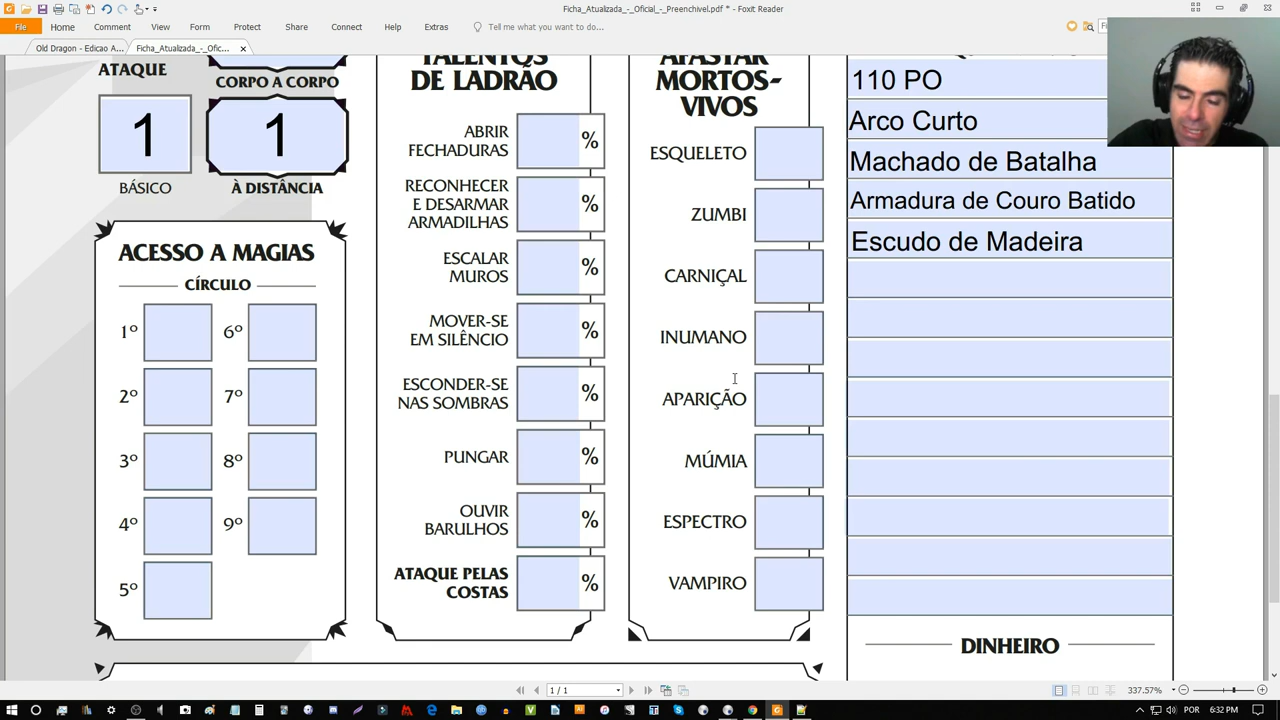 Ficha_Atualizada_-_Oficial_-_Preenchivel.pdf * - Foxit Reader
File Home Comment View Form Protect Share Connect Help Extras Tell me what you want to do...
Old Dragon - Edicao A... Ficha_Atualizada_-_Ofic...
ATAQUE
CORPO A CORPO
1
1
BÁSICO
À DISTÂNCIA
ACESSO A MAGIAS
CÍRCULO
1º 6º
2º 7º
3º 8º
4º 9º
5º
TALENTOS
DE LADRÃO
ABRIR
FECHADURAS %
RECONHECER
E DESARMAR %
ARMADILHAS
ESCALAR
MUROS %
MOVER-SE
EM SILÊNCIO %
ESCONDER-SE
NAS SOMBRAS %
PUNGAR %
OUVIR
BARULHOS %
ATAQUE PELAS
COSTAS %
AFASTAR
MORTOS-
VIVOS
ESQUELETO
ZUMBI
CARNIÇAL
INUMANO
APARIÇÃO
MÚMIA
ESPECTRO
VAMPIRO
110 PO
Arco Curto
Machado de Batalha
Armadura de Couro Batido
Escudo de Madeira
DINHEIRO
1 / 1
337.57%
POR 6:32 PM